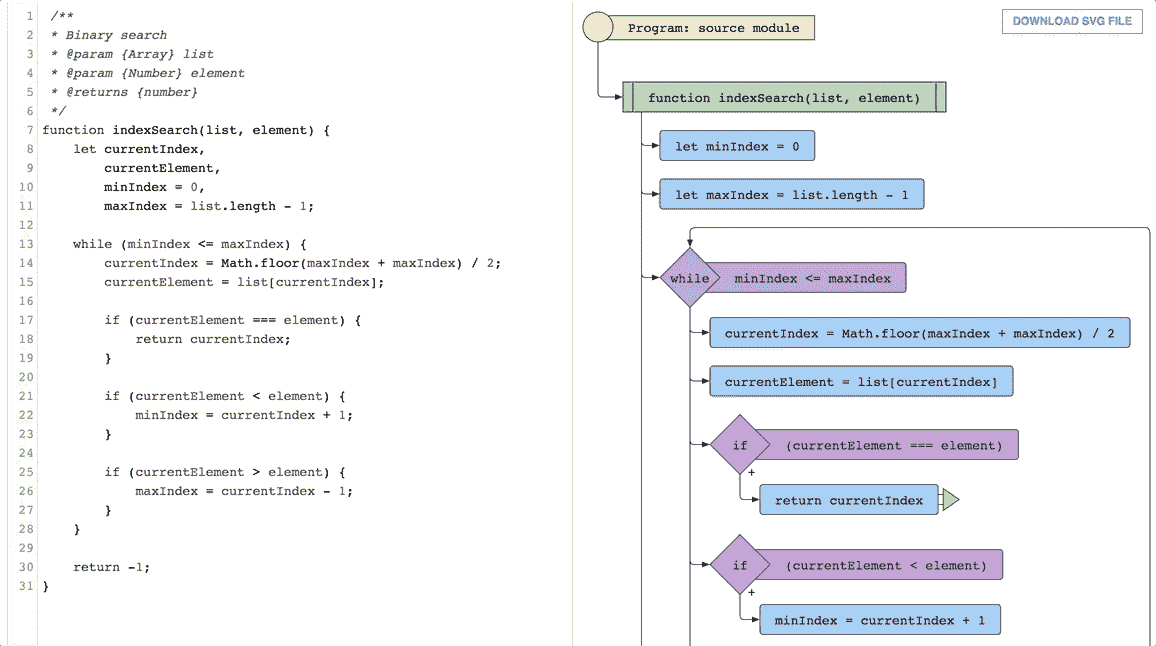 1 /**
2 * Binary search
3 * @param {Array} list
4 * @param {Number} element
5 * @returns {number}
6 */
7 function indexSearch(list, element) {
8 let currentIndex,
9 currentElement,
10 minIndex = 0,
11 maxIndex = list.length - 1;
12
13 while (minIndex <= maxIndex) {
14 currentIndex = Math.floor(maxIndex + maxIndex) / 2;
15 currentElement = list[currentIndex];
16
17 if (currentElement === element) {
18 return currentIndex;
19 }
20
21 if (currentElement < element) {
22 minIndex = currentIndex + 1;
23 }
24
25 if (currentElement > element) {
26 maxIndex = currentIndex - 1;
27 }
28 }
29
30 return -1;
31 }
DOWNLOAD SVG FILE
Program: source module
function indexSearch(list, element)
let minIndex = 0
let maxIndex = list.length - 1
while minIndex <= maxIndex
currentIndex = Math.floor(maxIndex + maxIndex) / 2
currentElement = list[currentIndex]
if (currentElement === element)
+
return currentIndex
if (currentElement < element)
+
minIndex = currentIndex + 1